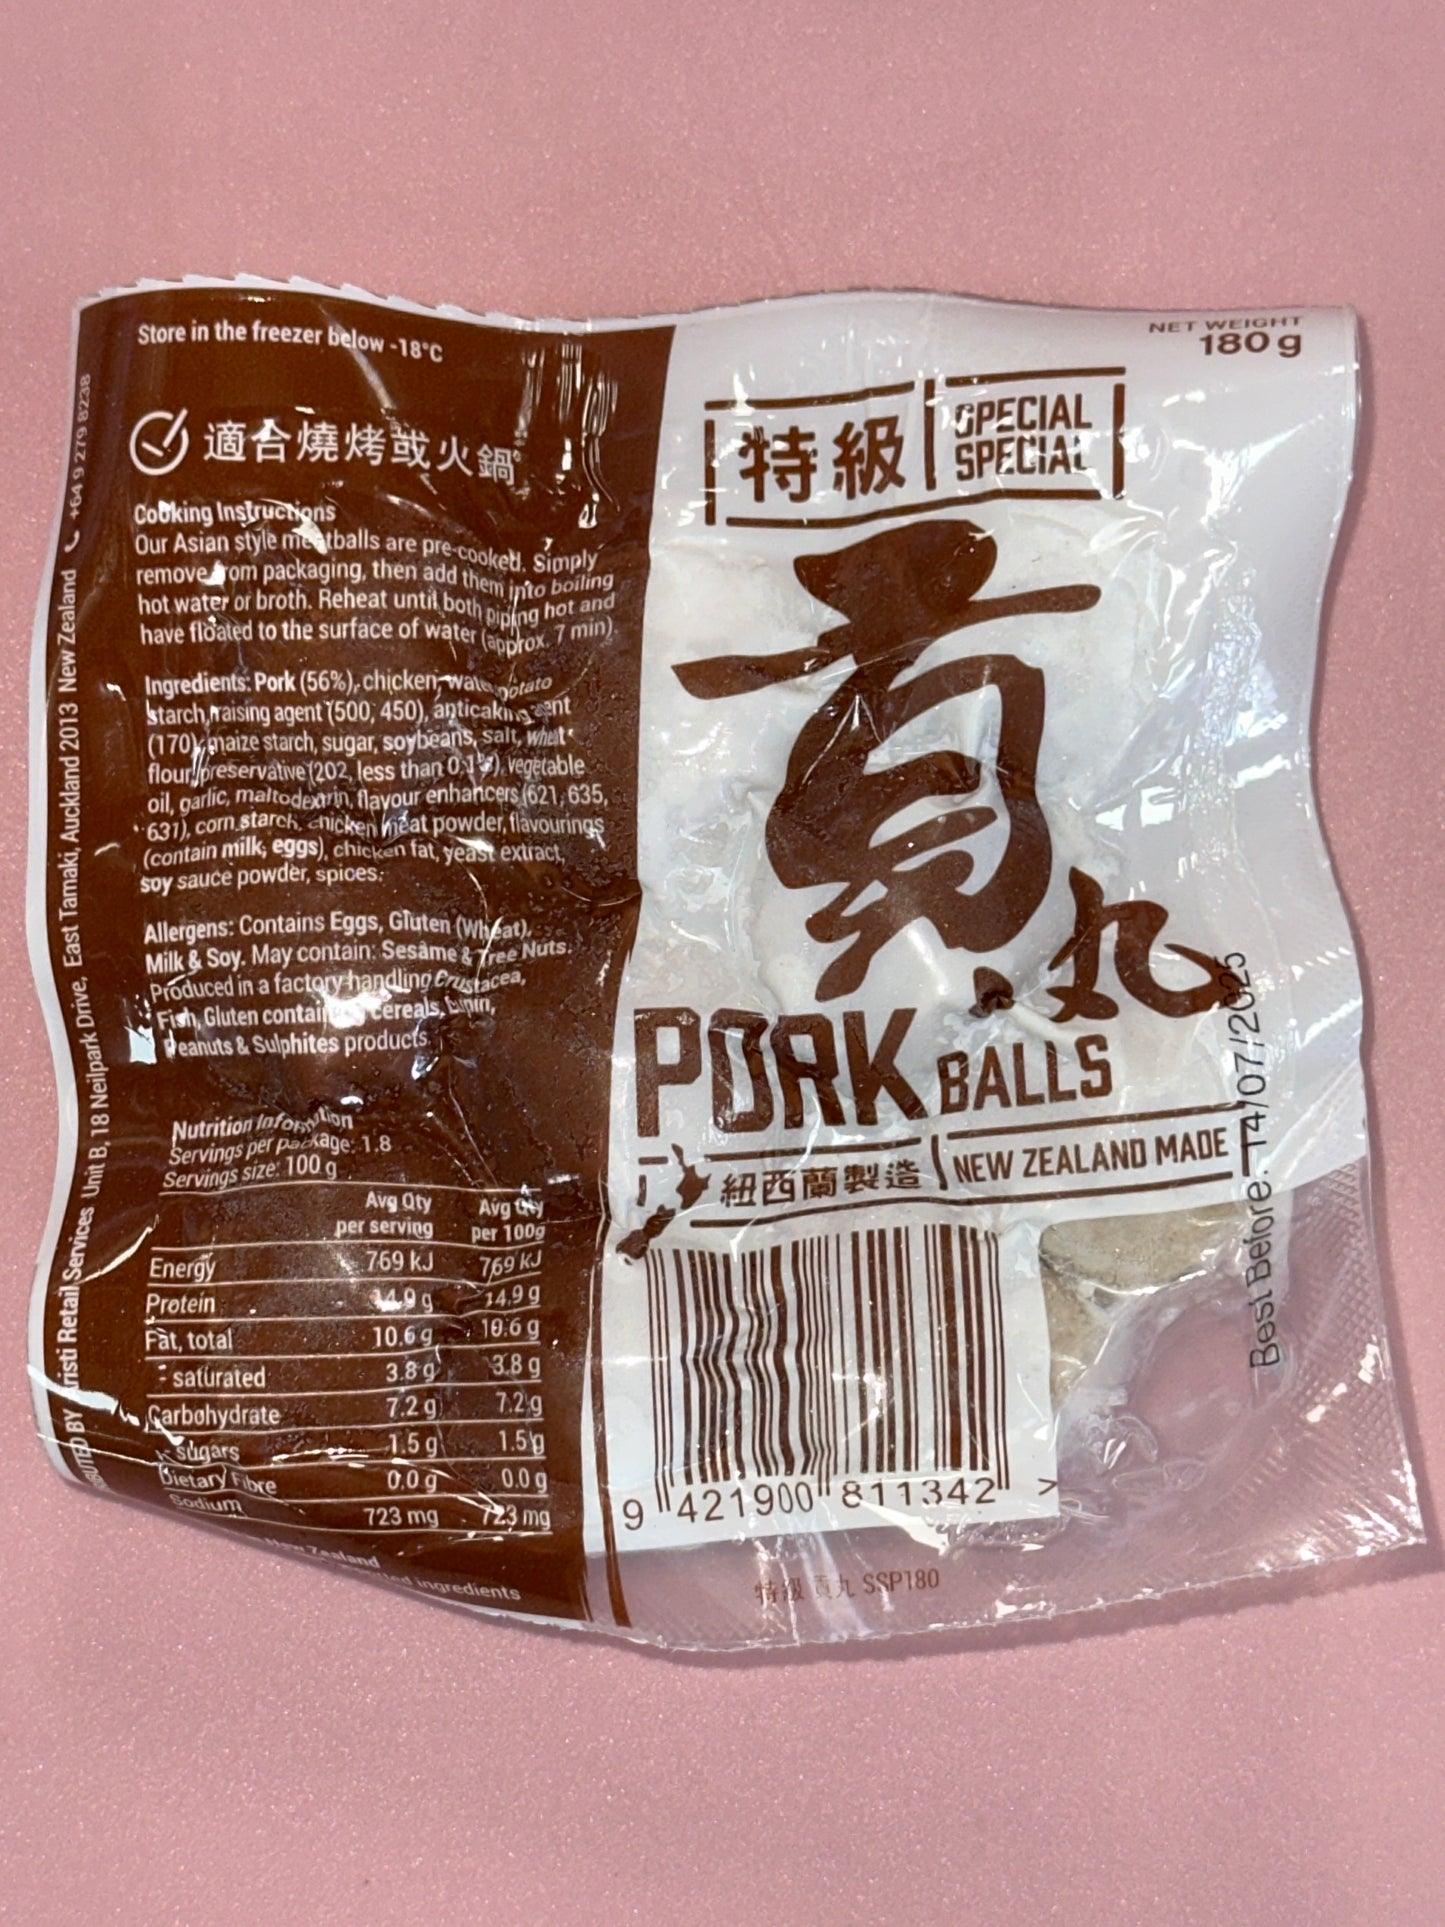 Store in the freezer below -18°C
適合燒烤或火鍋。
Cooking Instructions
Our Asian style meatballs are pre-cooked. Simply
remove from packaging, then add them into boiling
hot water or broth. Reheat until both piping hot and
have floated to the surface of water (approx. 7 min).
Ingredients: Pork (56%), chicken, water, potato
starch, raising agent (500, 450), anticaking agent
(170), maize starch, sugar, soybeans, salt, wheat
flour, preservative (202, less than 0.1%), vegetable
oil, garlic, maltodextrin, flavour enhancers (621, 635,
631), corn starch, chicken meat powder, flavourings
(contain milk, eggs), chicken fat, yeast extract,
soy sauce powder, spices.
Allergens: Contains Eggs, Gluten (Wheat),
Milk & Soy. May contain: Sesame & Tree Nuts.
Produced in a factory handling Crustacea,
Fish, Gluten containing cereals, Lupin,
Peanuts & Sulphites products.
Nutrition Information
Servings per package: 1.8
Servings size: 100 g
Avg Qty Avg Qty
per serving per 100g
Energy 769 kJ 769 kJ
Protein 14.9 g 14.9 g
Fat, total 10.6 g 10.6 g
- saturated 3.8 g 3.8 g
Carbohydrate 7.2 g 7.2 g
- sugars 1.5 g 1.5 g
Dietary Fibre 0.0 g 0.0 g
Sodium 723 mg 723 mg
New Zealand
ingredients
Retail Services Unit B, 18 Neilpark Drive, East Tamaki, Auckland 2013 New Zealand +64 9 279 8238
NET WEIGHT
180 g
特級 SPECIAL
SPECIAL
貢丸
PORK BALLS
紐西蘭製造 NEW ZEALAND MADE
Best Before: 14/07/2025
9 421900 811342 >
特級 貢丸 SSP180